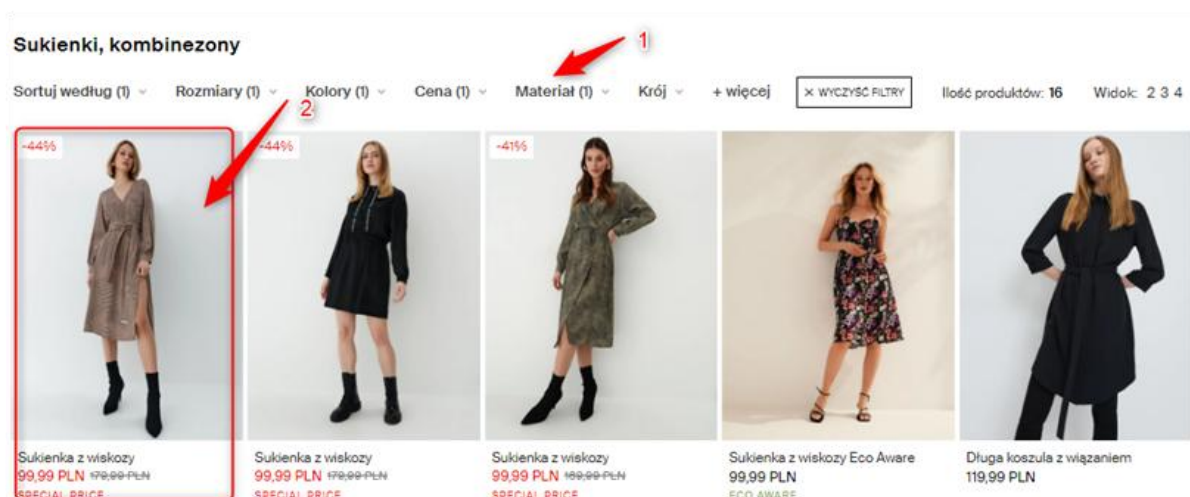 Sukienki, kombinezony
1
Sortuj według (1) Rozmiary (1) Kolory (1) Cena (1) Materiał (1) Krój + więcej × WYCZYŚĆ FILTRY Ilość produktów: 16 Widok: 2 3 4
2
-44% -44% -41%
Sukienka z wiskozy Sukienka z wiskozy Sukienka z wiskozy Sukienka z wiskozy Eco Aware Długa koszula z wiązaniem
99,99 PLN 179,99 PLN 99,99 PLN 179,99 PLN 99,99 PLN 169,99 PLN 99,99 PLN 119,99 PLN
SPECIAL PRICE SPECIAL PRICE SPECIAL PRICE ECO AWARE